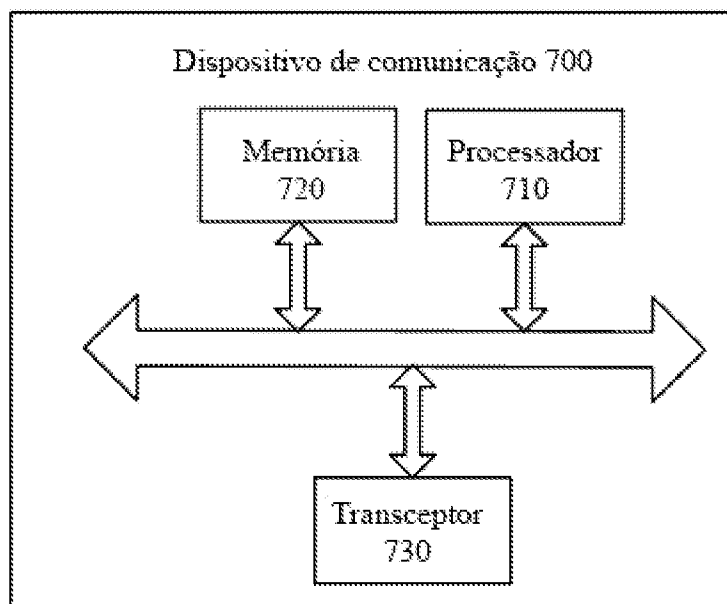 Dispositivo de comunicação 700
Memória
720
Processador
710
Transceptor
730